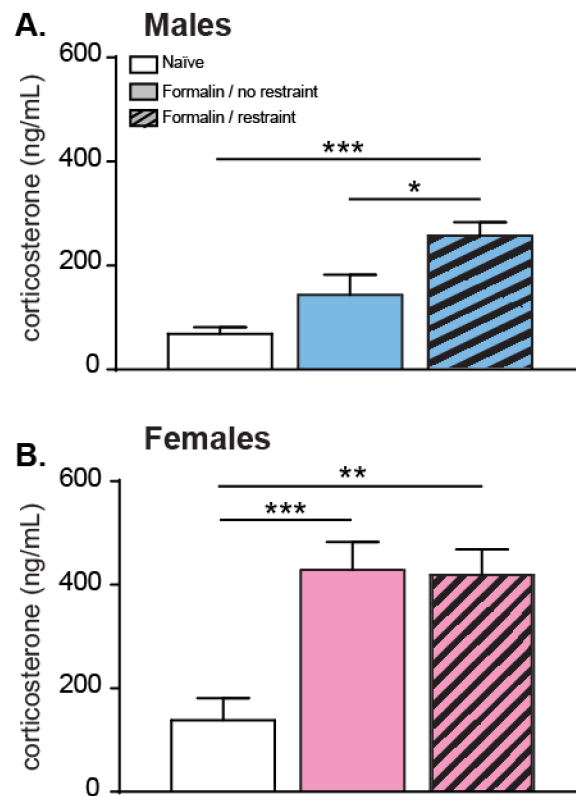 A.
Males
600
Naïve
Formalin / no restraint
Formalin / restraint
400
***
*
200
0
corticosterone (ng/mL)
B.
Females
600
**
***
400
200
0
corticosterone (ng/mL)